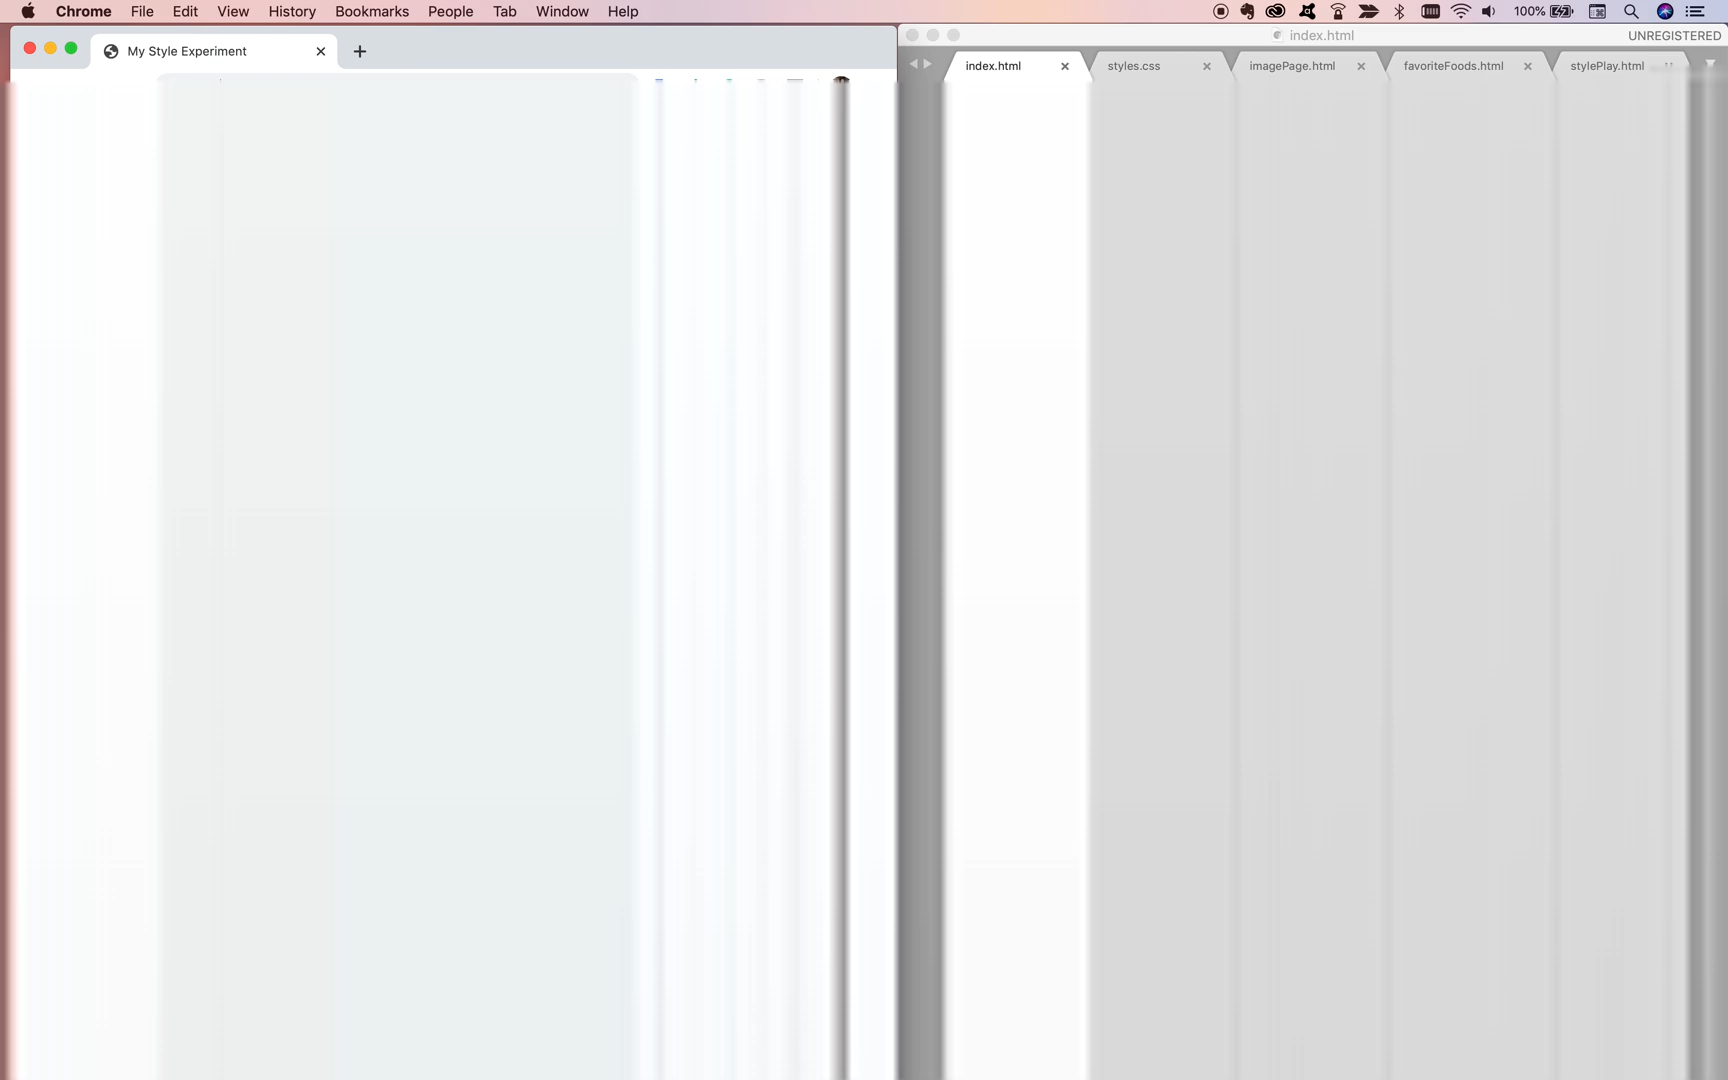 Chrome File Edit View History Bookmarks People Tab Window Help 100%
My Style Experiment
index.html UNREGISTERED
index.html styles.css imagePage.html favoriteFoods.html stylePlay.html